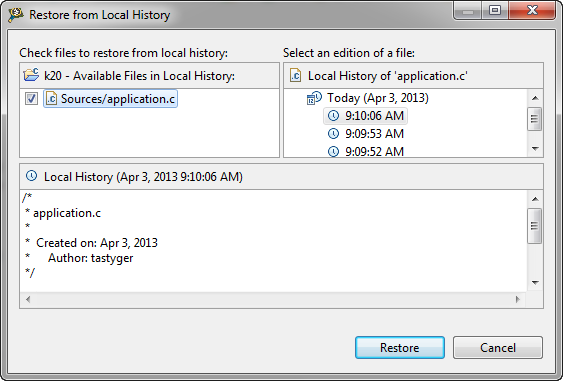 Restore from Local History
Check files to restore from local history:
Select an edition of a file:
k20 - Available Files in Local History:
Local History of 'application.c'
Sources/application.c
Today (Apr 3, 2013)
9:10:06 AM
9:09:53 AM
9:09:52 AM
Local History (Apr 3, 2013 9:10:06 AM)
/*
* application.c
*
*  Created on: Apr 3, 2013
*      Author: tastyger
*/
Restore
Cancel